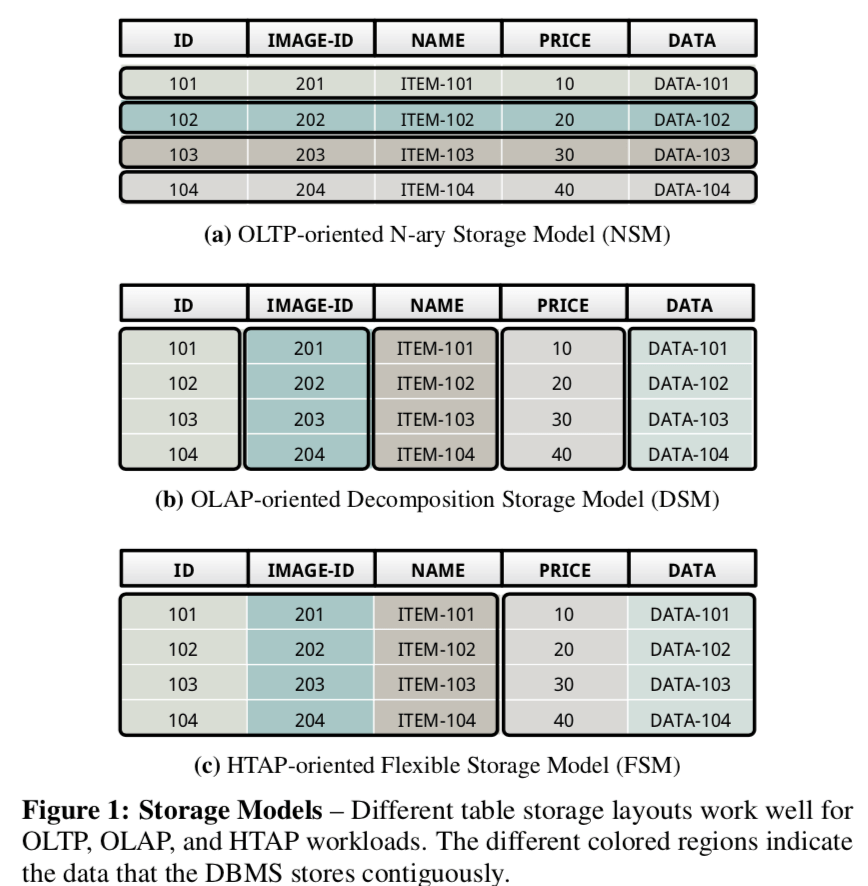 ID IMAGE-ID NAME PRICE DATA
101 201 ITEM-101 10 DATA-101
102 202 ITEM-102 20 DATA-102
103 203 ITEM-103 30 DATA-103
104 204 ITEM-104 40 DATA-104
(a) OLTP-oriented N-ary Storage Model (NSM)
ID IMAGE-ID NAME PRICE DATA
101 201 ITEM-101 10 DATA-101
102 202 ITEM-102 20 DATA-102
103 203 ITEM-103 30 DATA-103
104 204 ITEM-104 40 DATA-104
(b) OLAP-oriented Decomposition Storage Model (DSM)
ID IMAGE-ID NAME PRICE DATA
101 201 ITEM-101 10 DATA-101
102 202 ITEM-102 20 DATA-102
103 203 ITEM-103 30 DATA-103
104 204 ITEM-104 40 DATA-104
(c) HTAP-oriented Flexible Storage Model (FSM)
Figure 1: Storage Models – Different table storage layouts work well for
OLTP, OLAP, and HTAP workloads. The different colored regions indicate
the data that the DBMS stores contiguously.